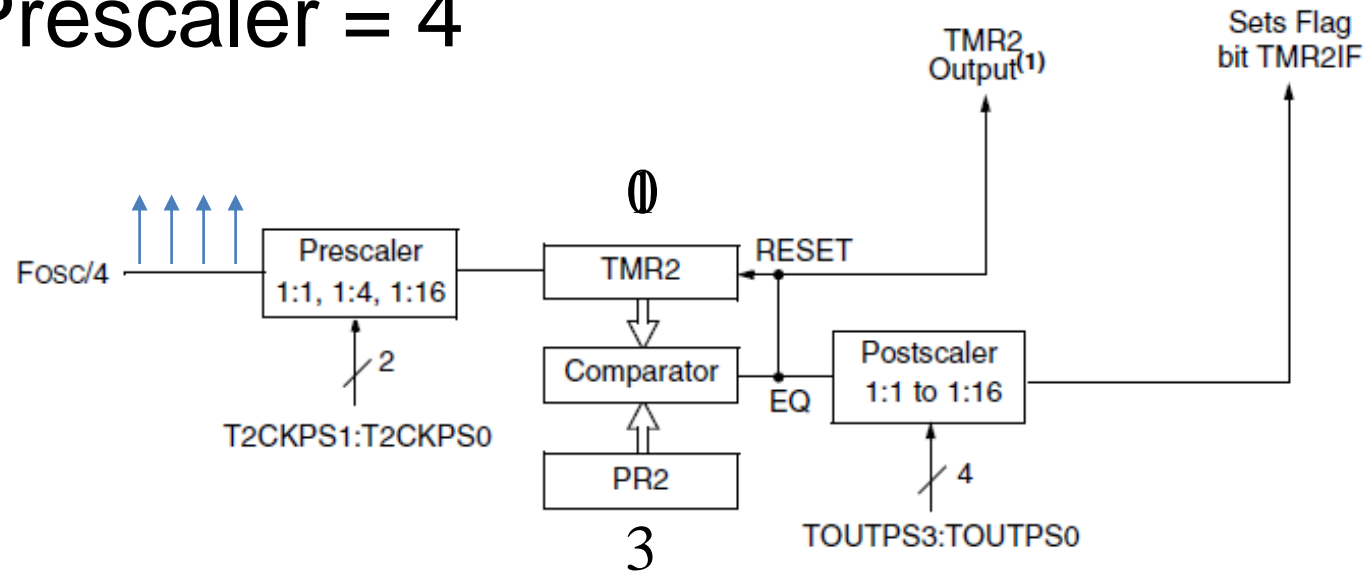 Prescaler = 4
TMR2
Output(1)
Sets Flag
bit TMR2IF
Fosc/4
Prescaler
1:1, 1:4, 1:16
2
T2CKPS1:T2CKPS0
TMR2
RESET
Comparator
EQ
PR2
3
Postscaler
1:1 to 1:16
4
TOUTPS3:TOUTPS0